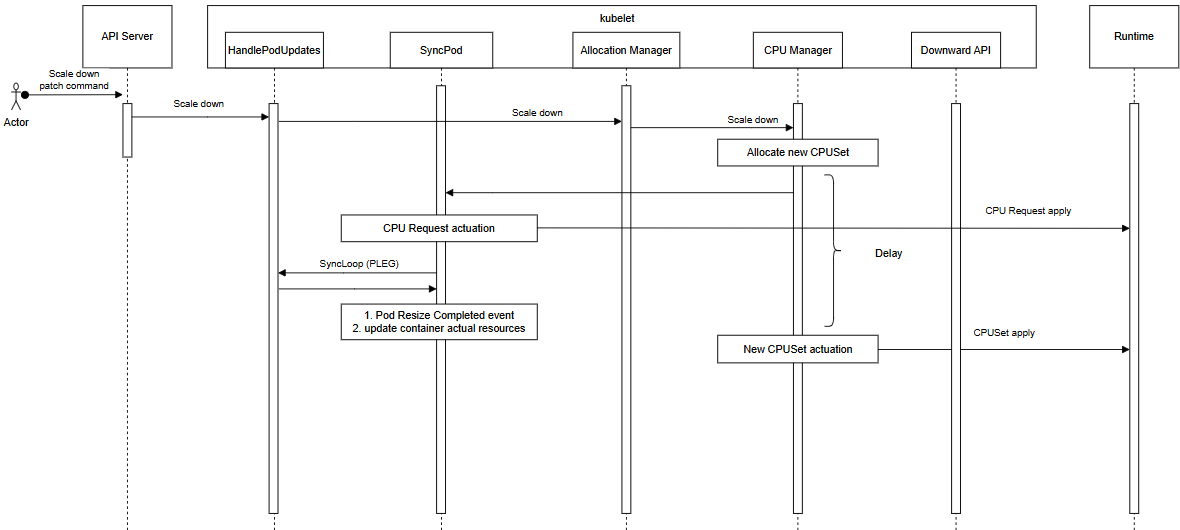 kubelet
API Server
HandlePodUpdates
SyncPod
Allocation Manager
CPU Manager
Downward API
Runtime
Scale down
patch command
Actor
Scale down
Scale down
Scale down
Allocate new CPUSet
CPU Request apply
CPU Request actuation
Delay
SyncLoop (PLEG)
1. Pod Resize Completed event
2. update container actual resources
CPUSet apply
New CPUSet actuation